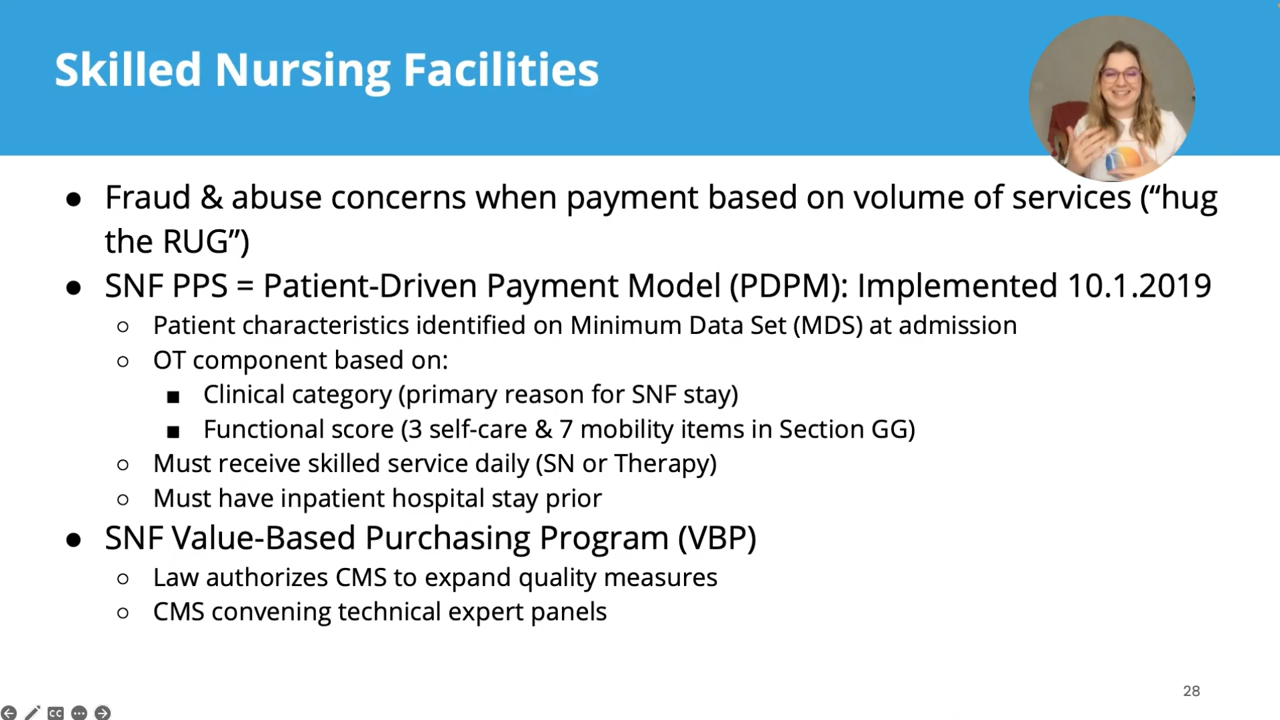 Skilled Nursing Facilities
● Fraud & abuse concerns when payment based on volume of services (“hug
the RUG”)
● SNF PPS = Patient-Driven Payment Model (PDPM): Implemented 10.1.2019
○ Patient characteristics identified on Minimum Data Set (MDS) at admission
○ OT component based on:
■ Clinical category (primary reason for SNF stay)
■ Functional score (3 self-care & 7 mobility items in Section GG)
○ Must receive skilled service daily (SN or Therapy)
○ Must have inpatient hospital stay prior
● SNF Value-Based Purchasing Program (VBP)
○ Law authorizes CMS to expand quality measures
○ CMS convening technical expert panels
28
CC